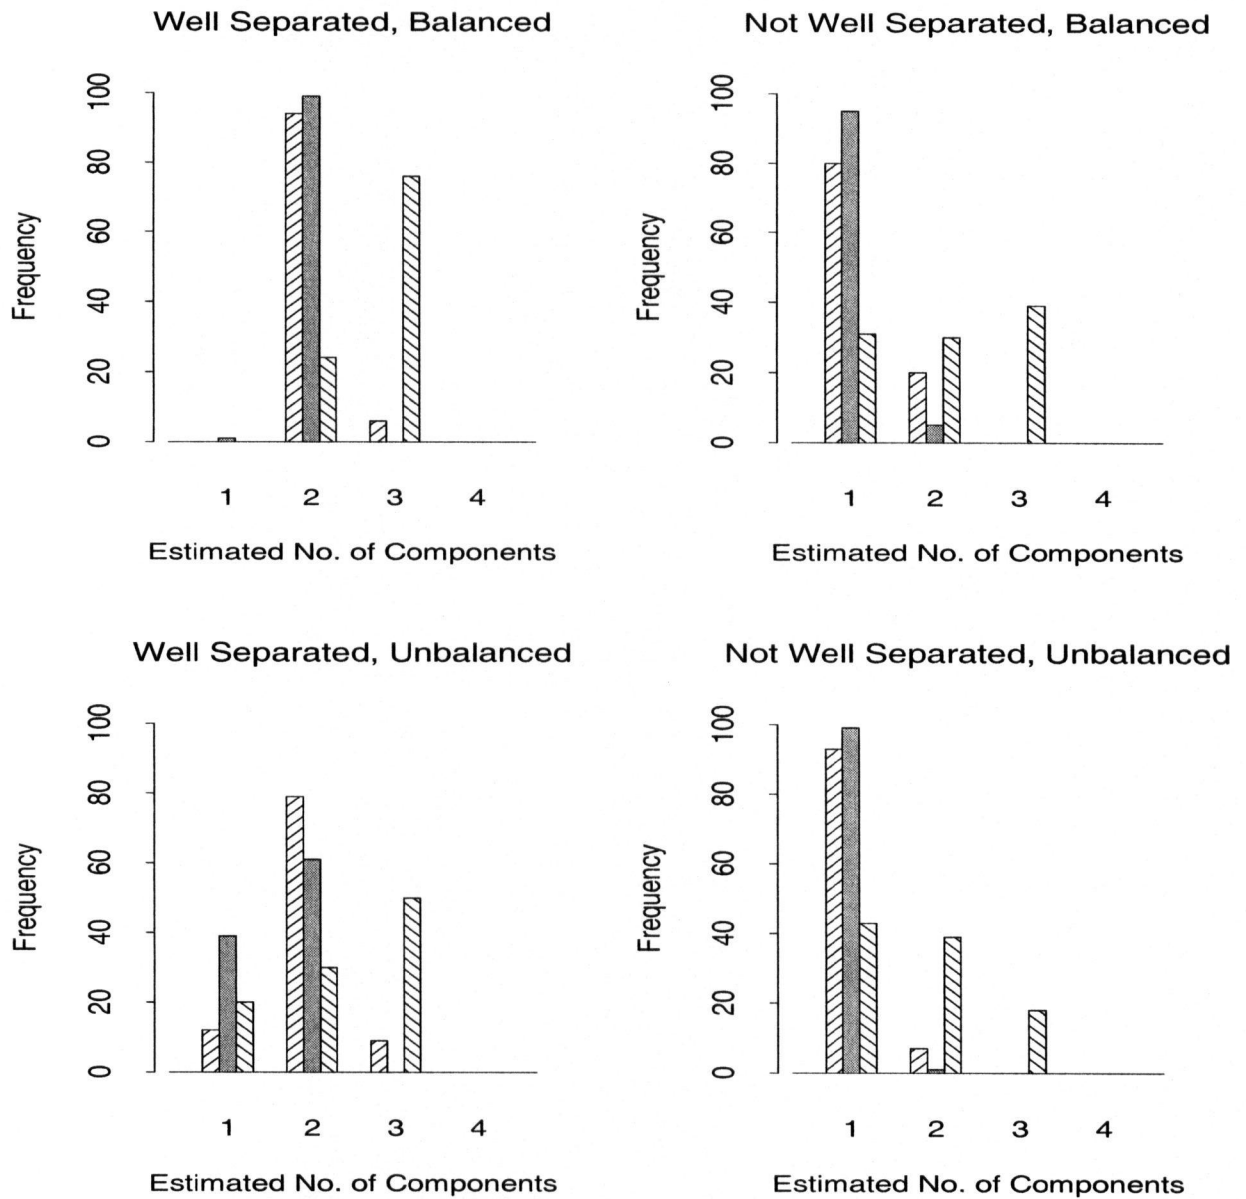 Well Separated, Balanced
Frequency
0 20 40 60 80 100
1 2 3 4
Estimated No. of Components
Not Well Separated, Balanced
Frequency
0 20 40 60 80 100
1 2 3 4
Estimated No. of Components
Well Separated, Unbalanced
Frequency
0 20 40 60 80 100
1 2 3 4
Estimated No. of Components
Not Well Separated, Unbalanced
Frequency
0 20 40 60 80 100
1 2 3 4
Estimated No. of Components